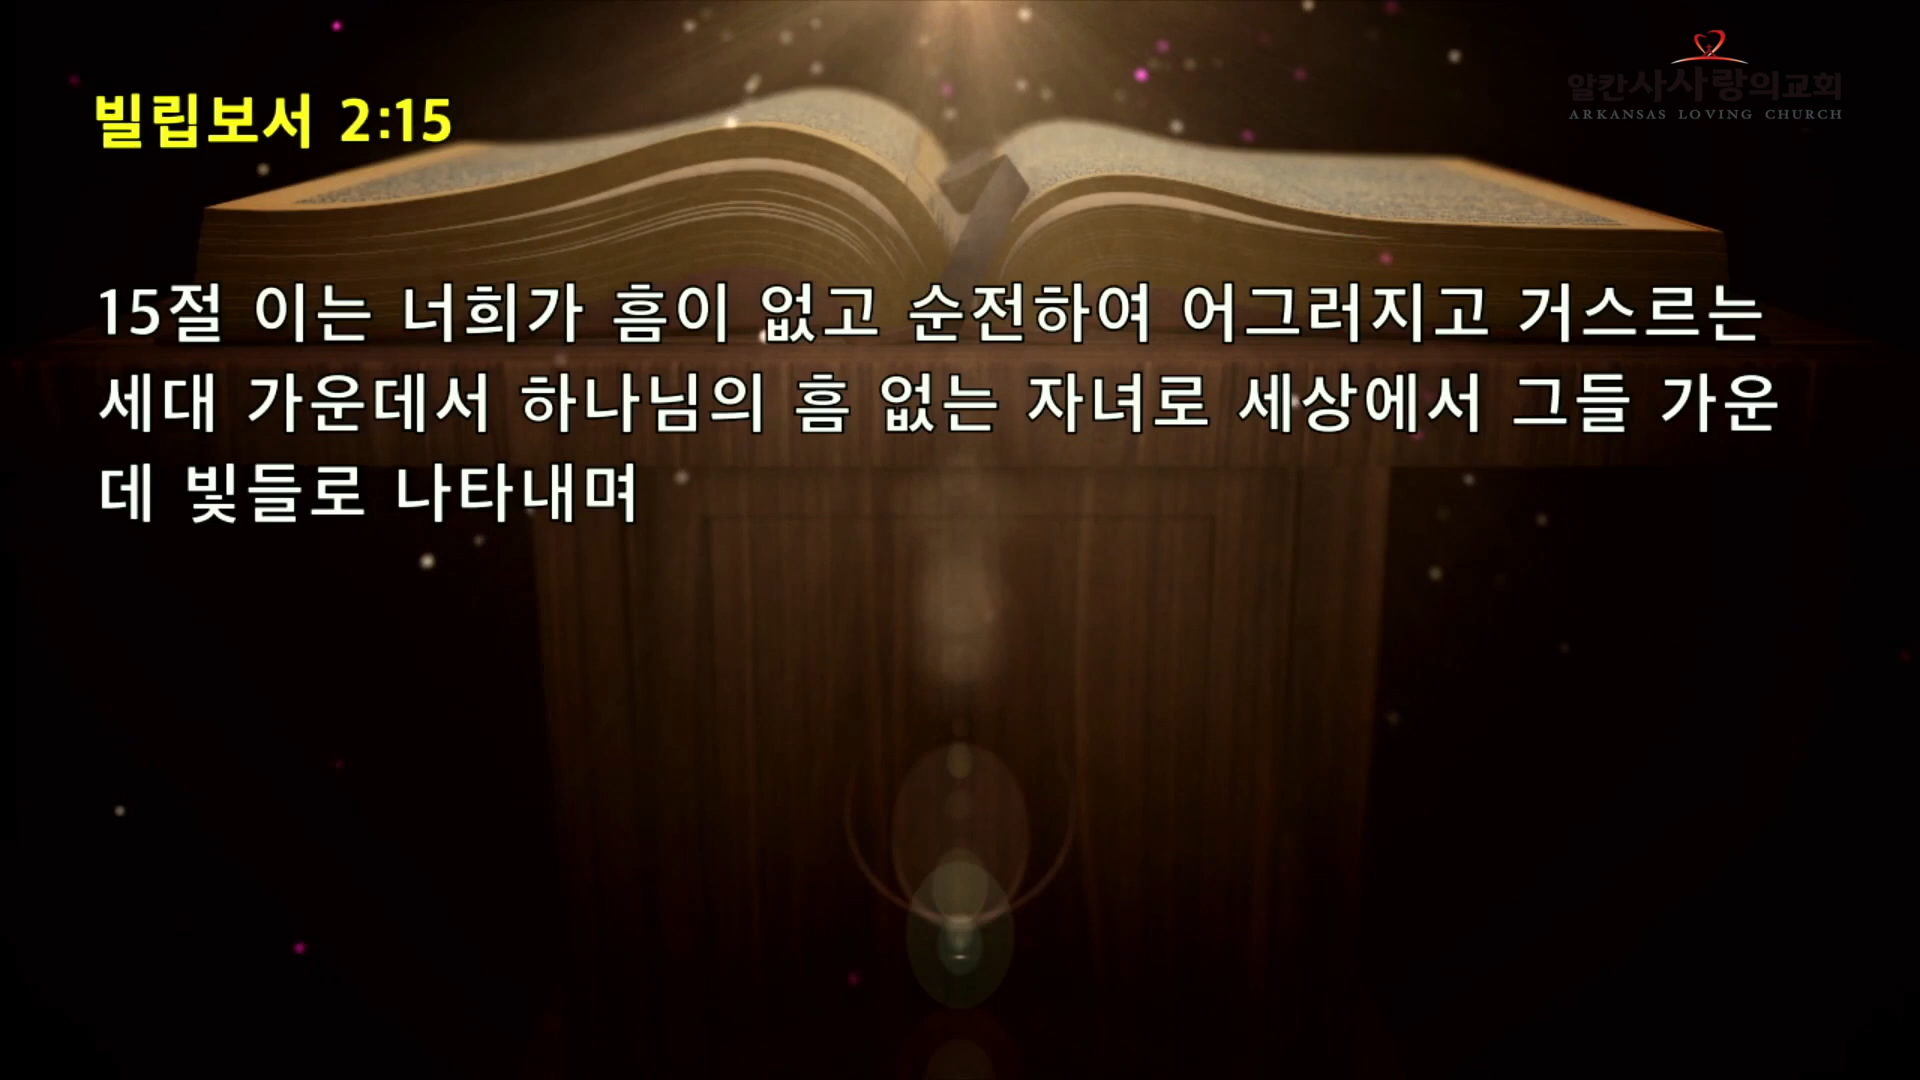 알칸사사랑의교회
ARKANSAS LOVING CHURCH
빌립보서 2:15
15절 이는 너희가 흠이 없고 순전하여 어그러지고 거스르는
세대 가운데서 하나님의 흠 없는 자녀로 세상에서 그들 가운
데 빛들로 나타내며